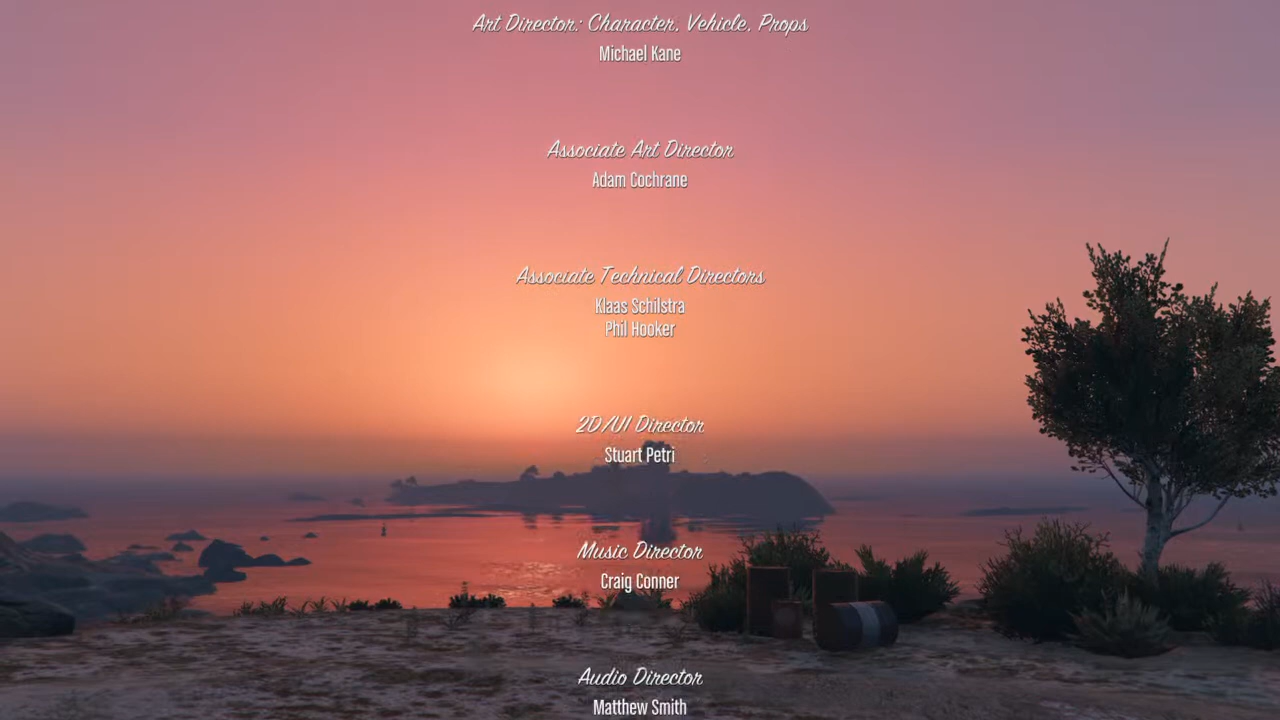 Art Director: Character, Vehicle, Props
Michael Kane
Associate Art Director
Adam Cochrane
Associate Technical Directors
Klaas Schilstra
Phil Hooker
2D/UI Director
Stuart Petri
Music Director
Craig Conner
Audio Director
Matthew Smith